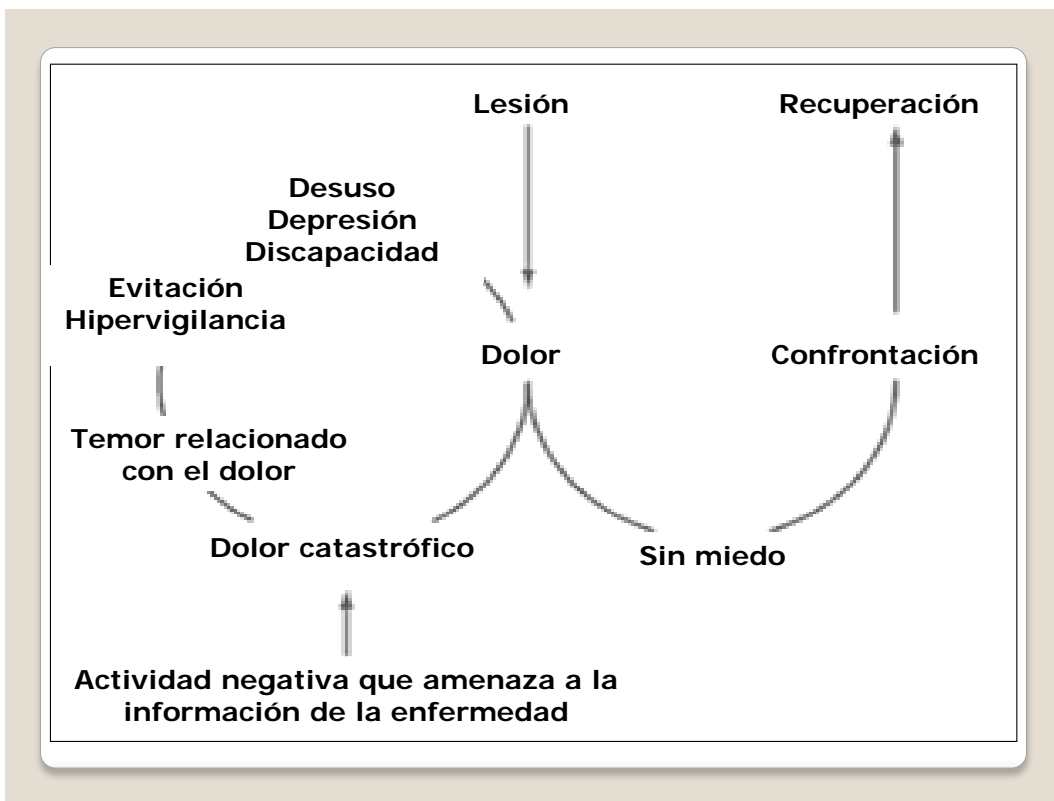 Lesión
Recuperación
Desuso
Depresión
Discapacidad
Evitación
Hipervigilancia
Dolor
Confrontación
Temor relacionado
con el dolor
Dolor catastrófico
Sin miedo
Actividad negativa que amenaza a la
información de la enfermedad